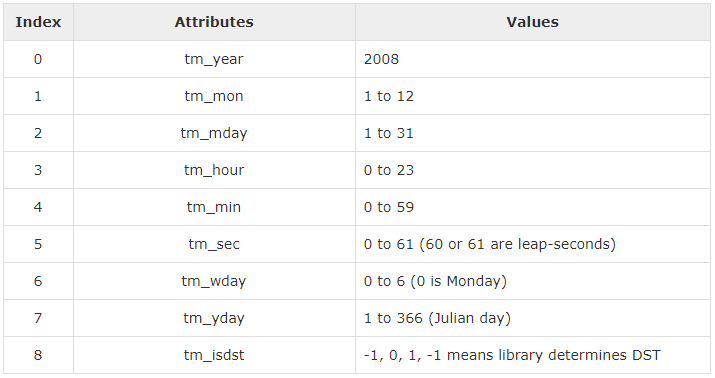 Index Attributes Values
0 tm_year 2008
1 tm_mon 1 to 12
2 tm_mday 1 to 31
3 tm_hour 0 to 23
4 tm_min 0 to 59
5 tm_sec 0 to 61 (60 or 61 are leap-seconds)
6 tm_wday 0 to 6 (0 is Monday)
7 tm_yday 1 to 366 (Julian day)
8 tm_isdst -1, 0, 1, -1 means library determines DST